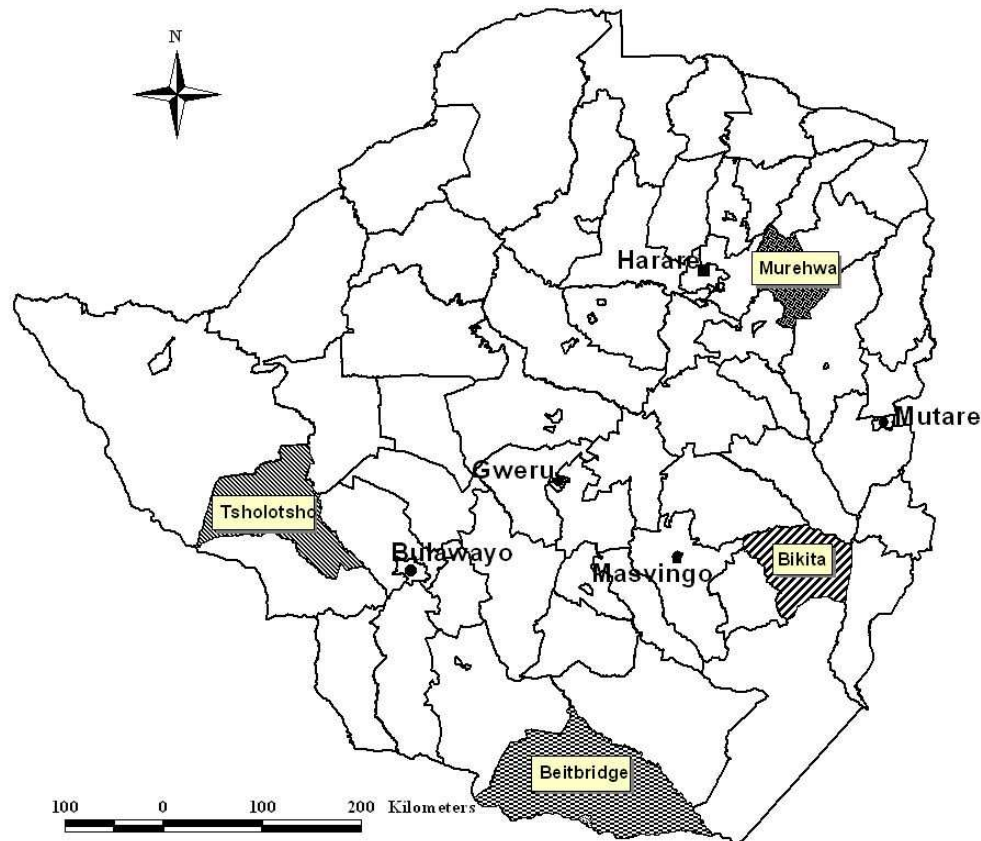 N
Harare
Murehwa
Mutare
Gweru
Tsholotsho
Bulawayo
Masvingo
Bikita
Beitbridge
100 0 100 200 Kilometers